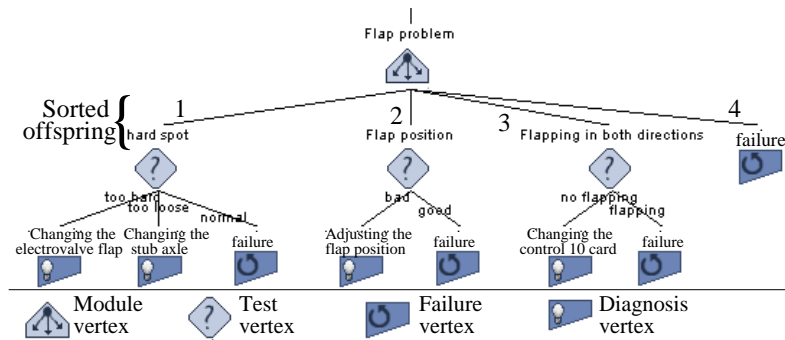 Flap problem
Sorted offspring { 1 2 3 4
hard spot Flap position Flapping in both directions failure
? ? ?
too hard too loose normal bad good no flapping flapping
Changing the electrovalve flap
Changing the stub axle
failure
Adjusting the flap position
failure
Changing the control 10 card
failure
Module vertex
? Test vertex
Failure vertex
Diagnosis vertex